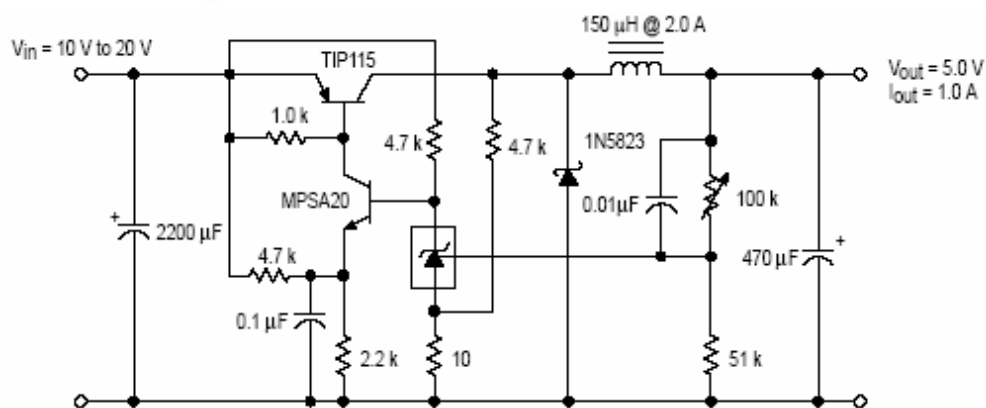 150 µH @ 2.0 A
Vin = 10 V to 20 V
TIP115
Vout = 5.0 V
Iout = 1.0 A
1.0 k
4.7 k
4.7 k
1N5823
MPSA20
0.01µF
100 k
+
2200 µF
4.7 k
470 µF
+
0.1 µF
2.2 k
10
51 k